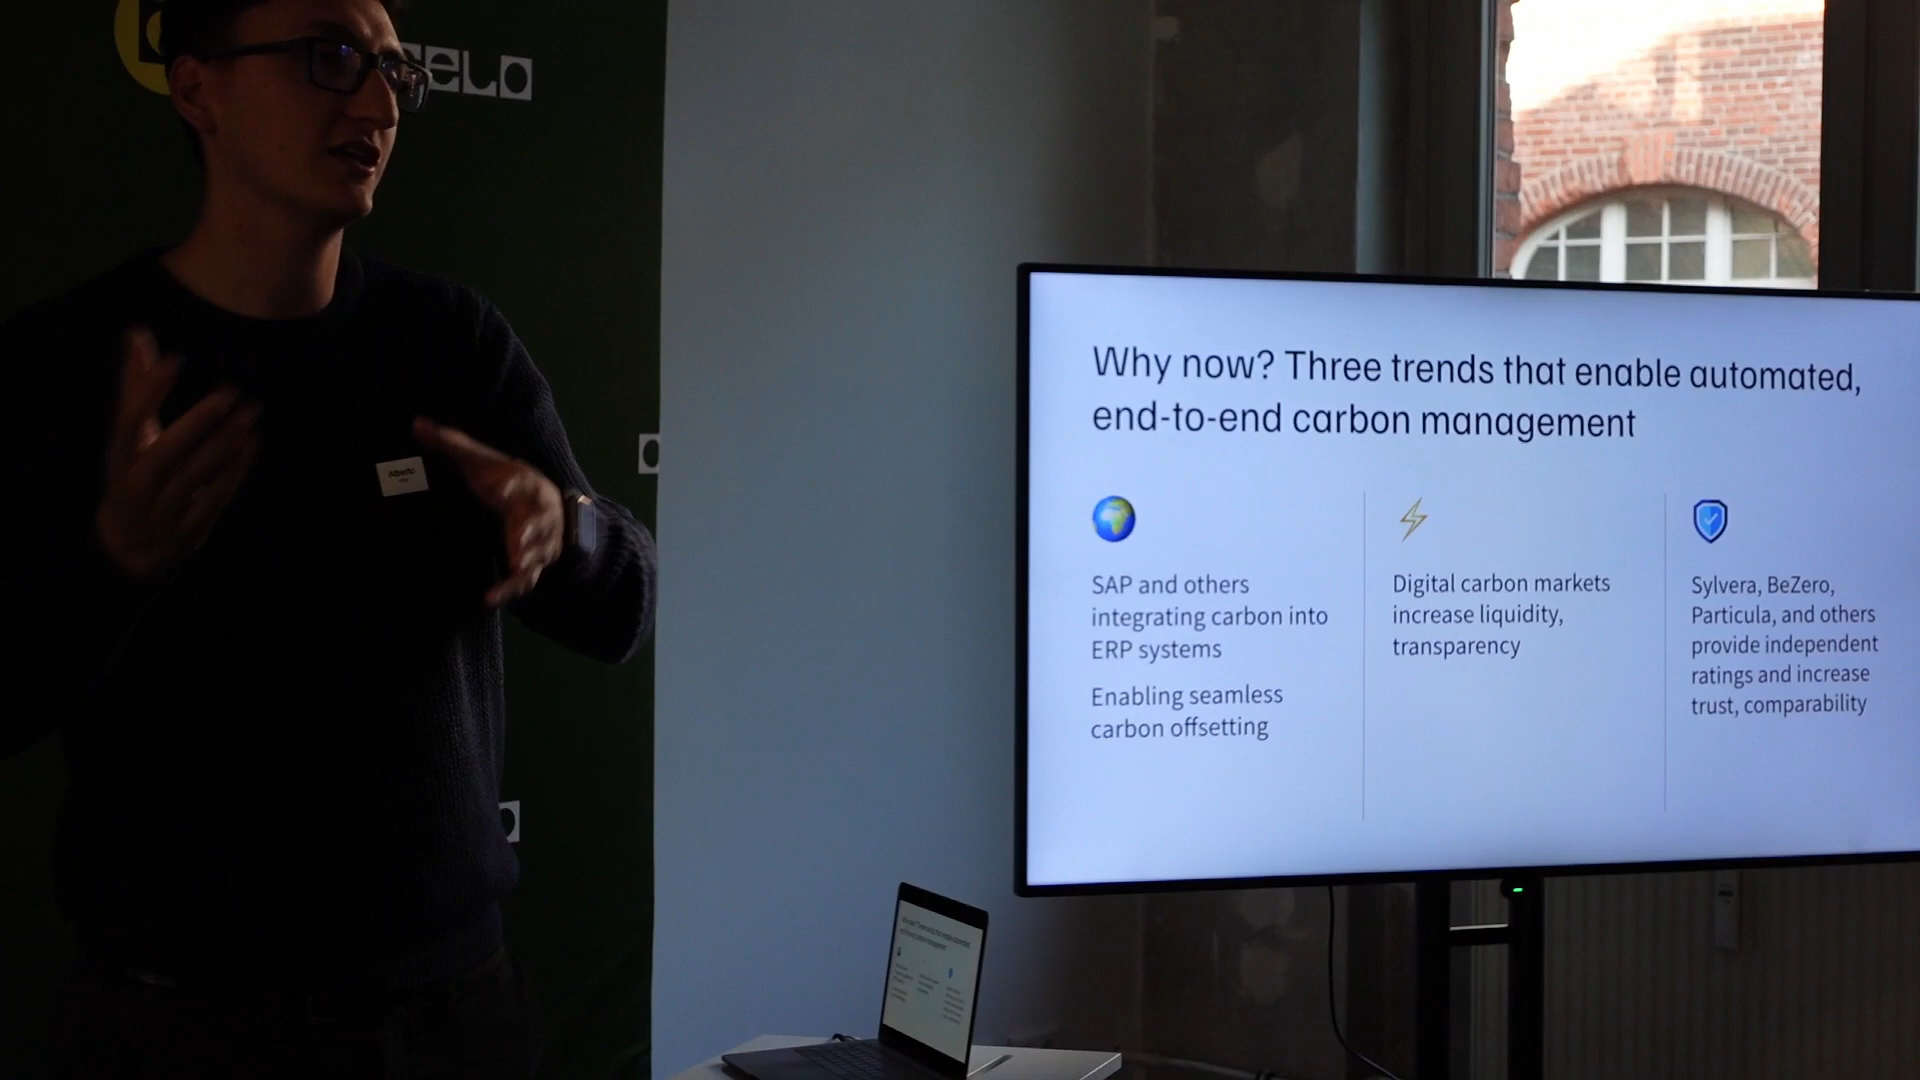 CELO
Alberto
Why now? Three trends that enable automated,
end-to-end carbon management
SAP and others
integrating carbon into
ERP systems
Enabling seamless
carbon offsetting
Digital carbon markets
increase liquidity,
transparency
Sylvera, BeZero,
Particula, and others
provide independent
ratings and increase
trust, comparability